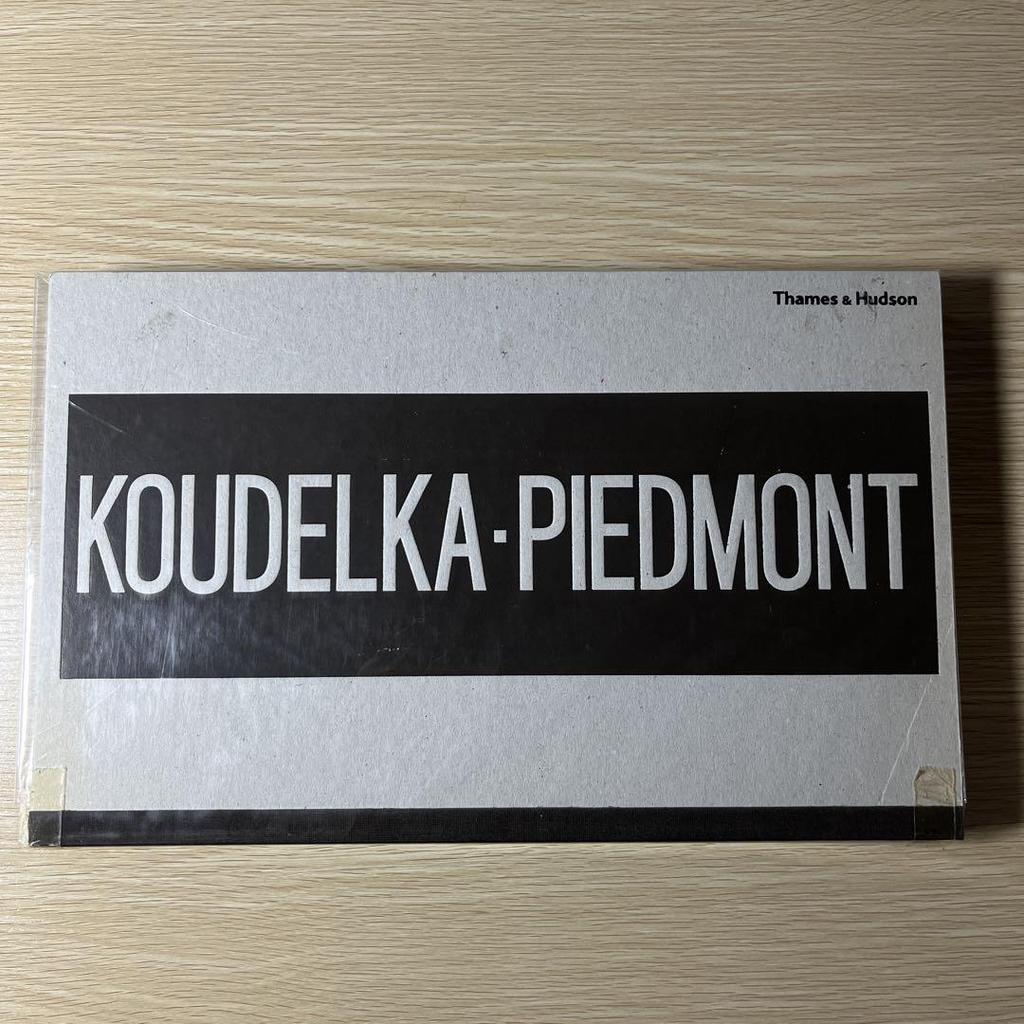 Thames & Hudson
KOUDELKA·PIEDMONT